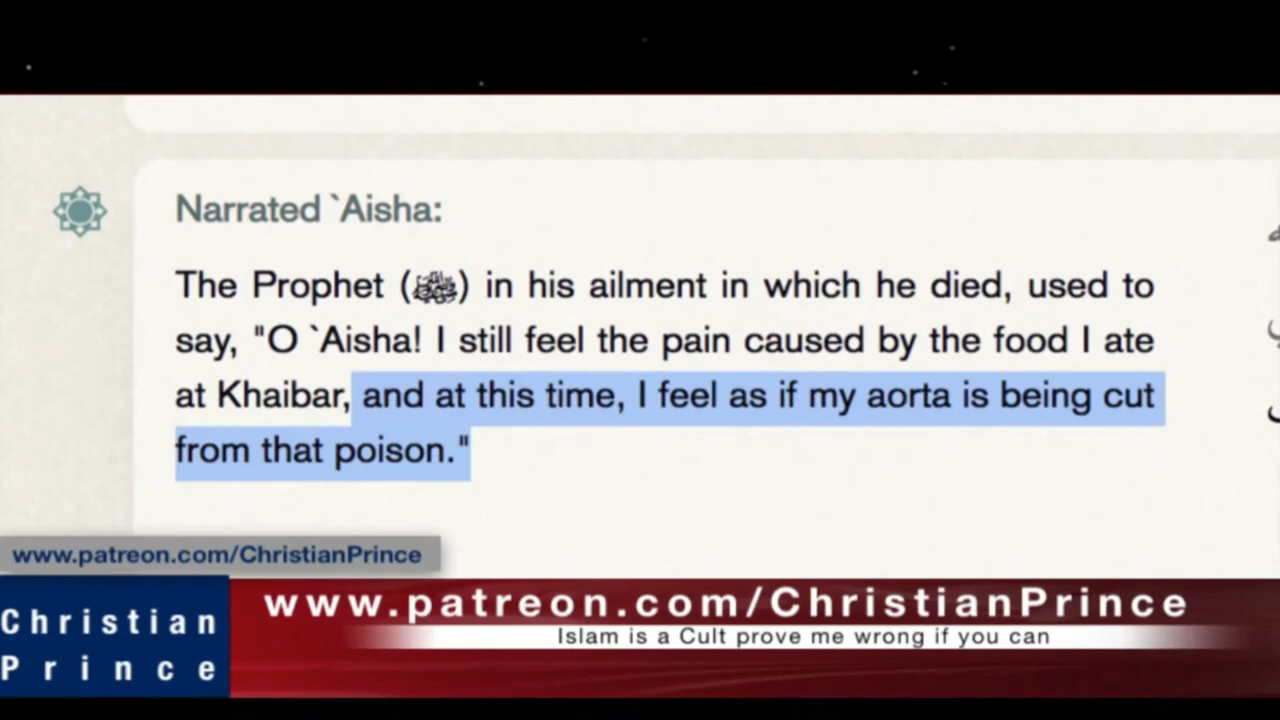 Narrated `Aisha:
The Prophet (ﷺ) in his ailment in which he died, used to
say, "O `Aisha! I still feel the pain caused by the food I ate
at Khaibar, and at this time, I feel as if my aorta is being cut
from that poison."
www.patreon.com/ChristianPrince
Christian
Prince
www.patreon.com/ChristianPrince
Islam is a Cult prove me wrong if you can